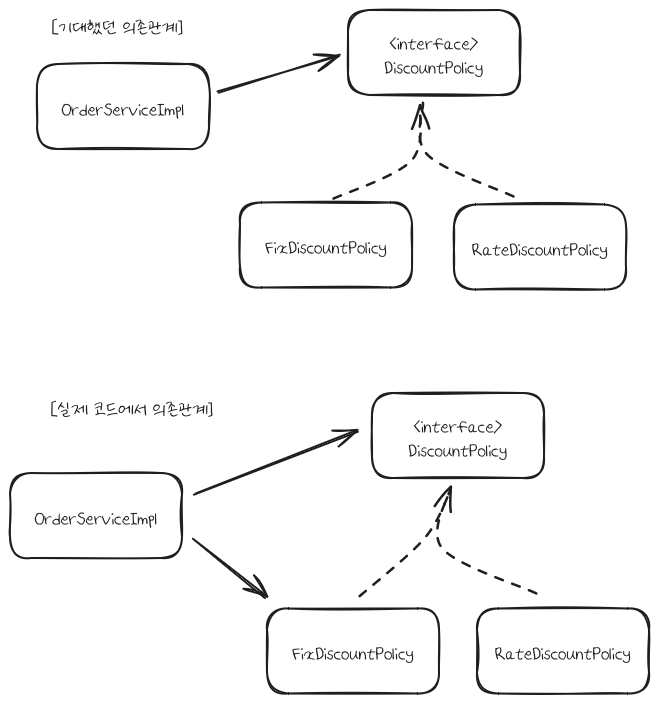 [기대했던 의존관계]
<interface>
DiscountPolicy
OrderServiceImpl
FixDiscountPolicy
RateDiscountPolicy
[실제 코드에서 의존관계]
<interface>
DiscountPolicy
OrderServiceImpl
FixDiscountPolicy
RateDiscountPolicy